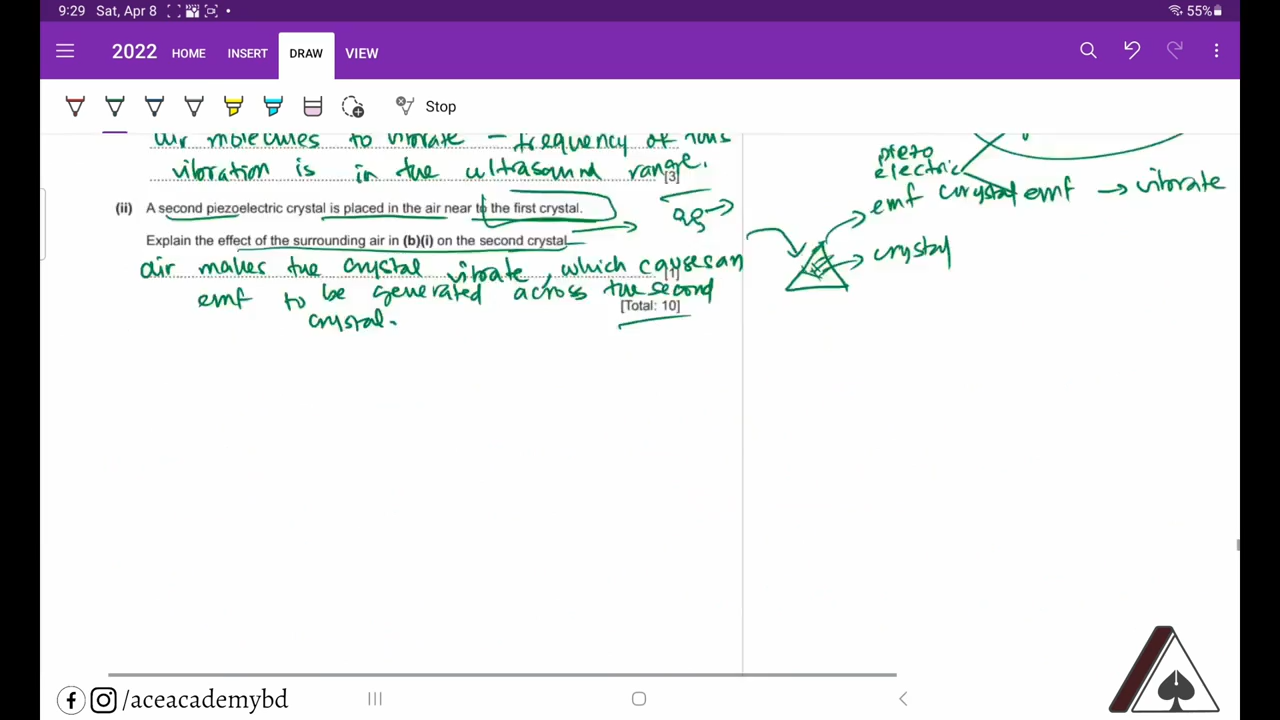 9:29 Sat, Apr 8
55%
2022 HOME INSERT DRAW VIEW
Stop
air molecules to vibrate - frequency of this
vibration is in the ultrasound range.
[3]
(ii) A second piezoelectric crystal is placed in the air near to the first crystal.
Explain the effect of the surrounding air in (b)(i) on the second crystal.
air makes the crystal vibrate, which causes an
[1]
emf to be generated across the second
[Total: 10]
crystal.
piezo
electric
emf crystal emf → vibrate
crystal
/aceacademybd